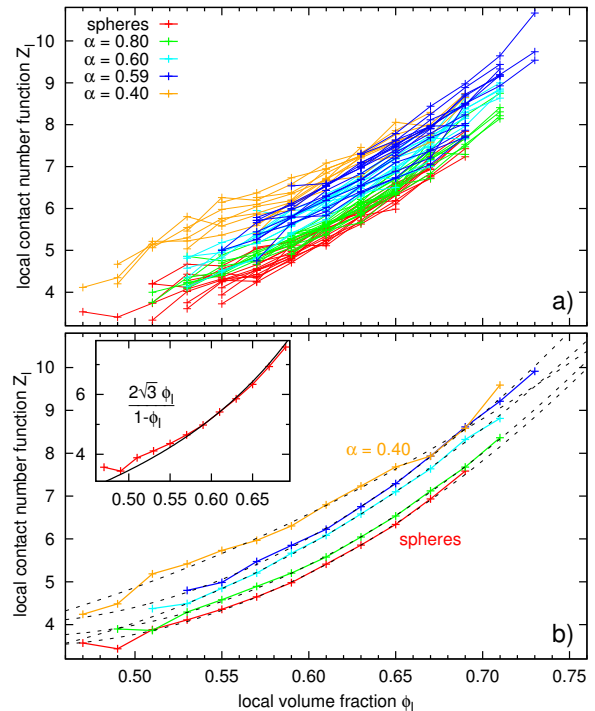 local contact number function Z_l
10
9
8
7
6
5
4
spheres
α = 0.80
α = 0.60
α = 0.59
α = 0.40
a)
local contact number function Z_l
10
9
8
7
6
5
4
6
4
2√3 ϕ_l
1-ϕ_l
0.50 0.55 0.60 0.65
α = 0.40
spheres
b)
0.50 0.55 0.60 0.65 0.70 0.75
local volume fraction ϕ_l